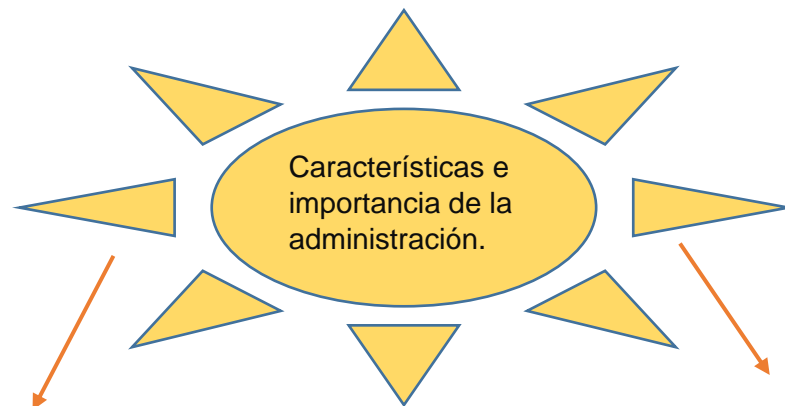 Características e
importancia de la
administración.